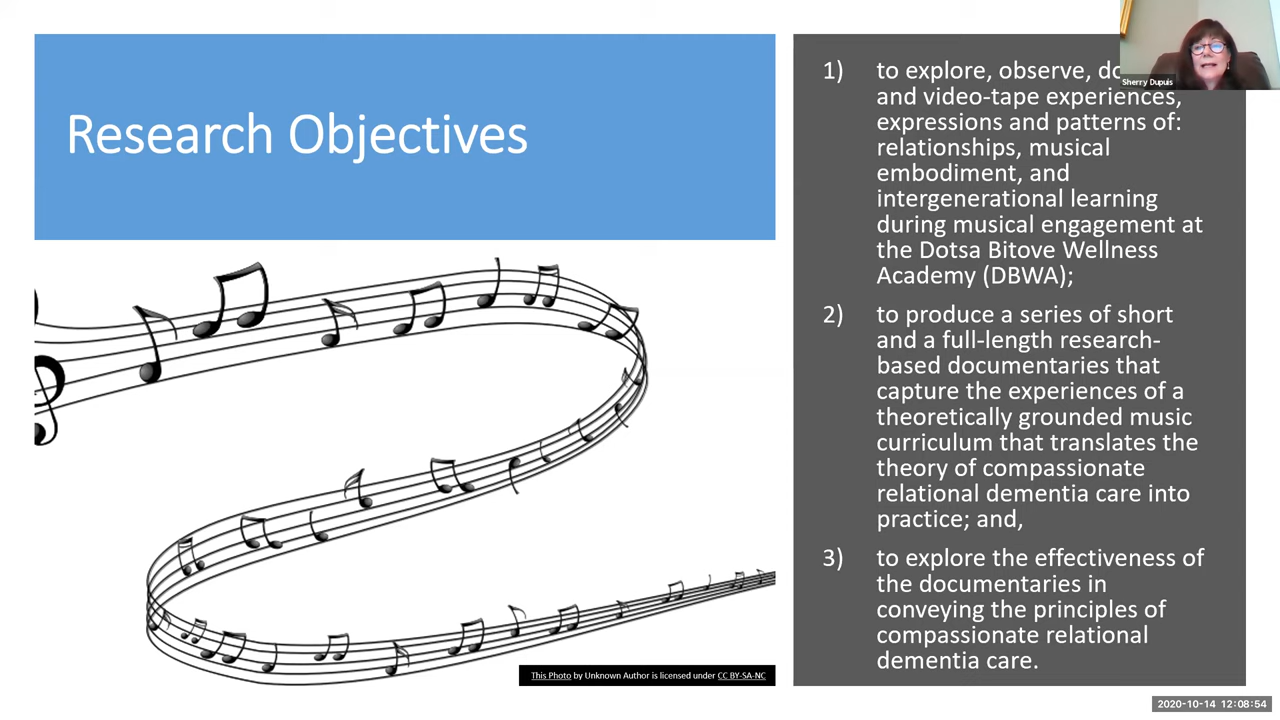 Research Objectives
1) to explore, observe,
and video-tape experiences,
expressions and patterns of:
relationships, musical
embodiment, and
intergenerational learning
during musical engagement at
the Dotsa Bitove Wellness
Academy (DBWA);
2) to produce a series of short
and a full-length research-
based documentaries that
capture the experiences of a
theoretically grounded music
curriculum that translates the
theory of compassionate
relational dementia care into
practice; and,
3) to explore the effectiveness of
the documentaries in
conveying the principles of
compassionate relational
dementia care.
Sherry Dupuis
This Photo by Unknown Author is licensed under CC BY-SA-NC
2020-10-14 12:08:54